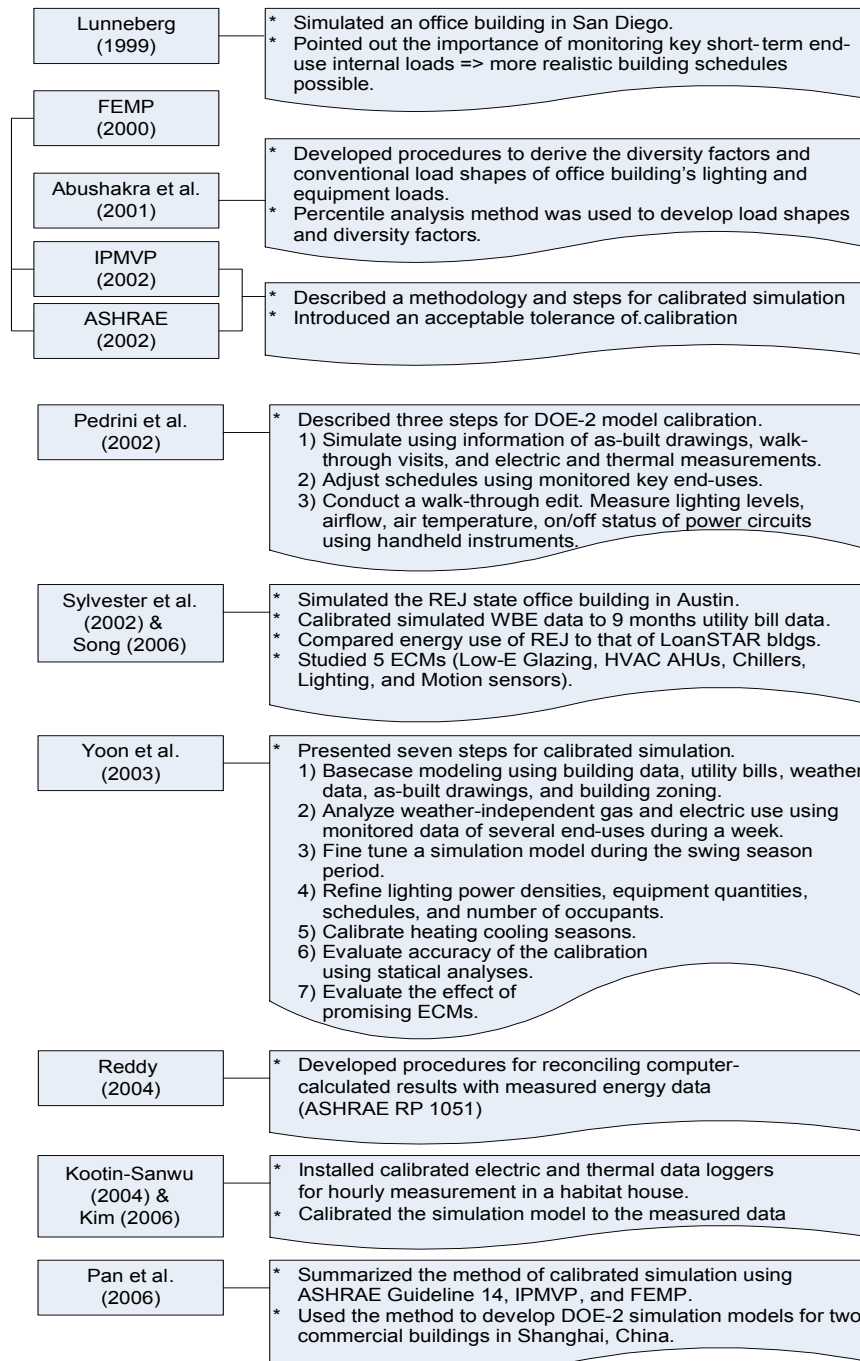 Lunneberg
(1999)
* Simulated an office building in San Diego.
* Pointed out the importance of monitoring key short-term end-
use internal loads => more realistic building schedules
possible.
FEMP
(2000)
Abushakra et al.
(2001)
* Developed procedures to derive the diversity factors and
conventional load shapes of office building's lighting and
equipment loads.
* Percentile analysis method was used to develop load shapes
and diversity factors.
IPMVP
(2002)
ASHRAE
(2002)
* Described a methodology and steps for calibrated simulation
* Introduced an acceptable tolerance of.calibration
Pedrini et al.
(2002)
* Described three steps for DOE-2 model calibration.
1) Simulate using information of as-built drawings, walk-
through visits, and electric and thermal measurements.
2) Adjust schedules using monitored key end-uses.
3) Conduct a walk-through edit. Measure lighting levels,
airflow, air temperature, on/off status of power circuits
using handheld instruments.
Sylvester et al.
(2002) &
Song (2006)
* Simulated the REJ state office building in Austin.
* Calibrated simulated WBE data to 9 months utility bill data.
* Compared energy use of REJ to that of LoanSTAR bldgs.
* Studied 5 ECMs (Low-E Glazing, HVAC AHUs, Chillers,
Lighting, and Motion sensors).
Yoon et al.
(2003)
* Presented seven steps for calibrated simulation.
1) Basecase modeling using building data, utility bills, weather
data, as-built drawings, and building zoning.
2) Analyze weather-independent gas and electric use using
monitored data of several end-uses during a week.
3) Fine tune a simulation model during the swing season
period.
4) Refine lighting power densities, equipment quantities,
schedules, and number of occupants.
5) Calibrate heating cooling seasons.
6) Evaluate accuracy of the calibration
using statical analyses.
7) Evaluate the effect of
promising ECMs.
Reddy
(2004)
* Developed procedures for reconciling computer-
calculated results with measured energy data
(ASHRAE RP 1051)
Kootin-Sanwu
(2004) &
Kim (2006)
* Installed calibrated electric and thermal data loggers
for hourly measurement in a habitat house.
* Calibrated the simulation model to the measured data
Pan et al.
(2006)
* Summarized the method of calibrated simulation using
ASHRAE Guideline 14, IPMVP, and FEMP.
* Used the method to develop DOE-2 simulation models for two
commercial buildings in Shanghai, China.